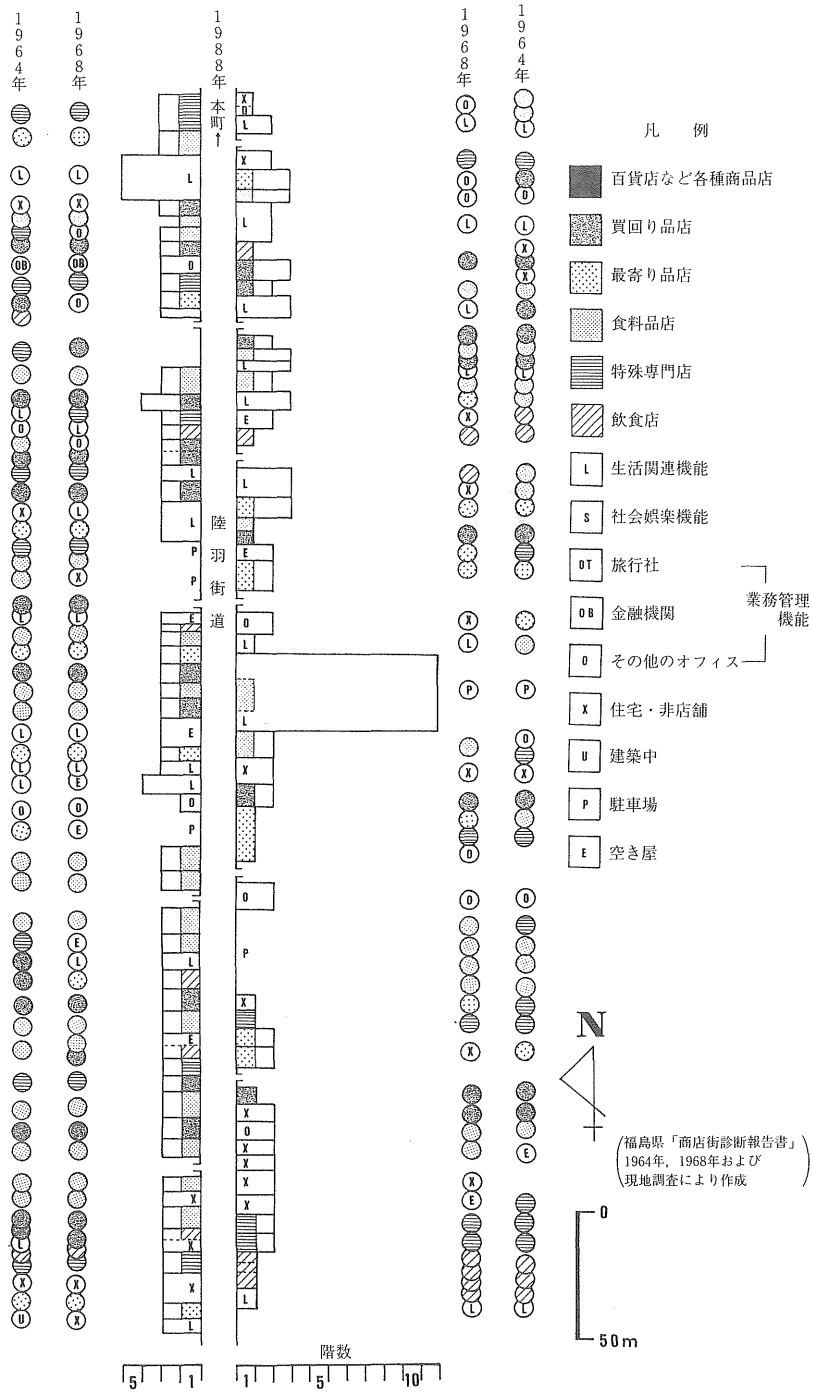 1964年
1968年
1988年
1968年
1964年
本町↑
陸羽街道
L
X
OB
L
O
X
L
L
L
L
O
L
X
U
L
X
O
OB
O
L
O
L
X
L
L
L
E
O
E
E
L
X
X
L
O
L
L
P
P
E
E
L
L
O
P
L
E
X
X
X
L
X
O
L
X
L
L
L
L
E
L
E
O
L
L
X
O
P
X
X
O
X
X
X
X
L
O
L
O
O
L
L
L
X
X
X
L
P
X
O
O
X
X
E
L
L
O
L
X
X
L
P
O
X
O
E
L
凡 例
百貨店など各種商品店
買回り品店
最寄り品店
食料品店
特殊専門店
飲食店
L 生活関連機能
S 社会娯楽機能
OT 旅行社
OB 金融機関
O その他のオフィス
業務管理
機能
X 住宅・非店舗
U 建築中
P 駐車場
E 空き屋
N
(福島県「商店街診断報告書」
1964年,1968年および
現地調査により作成)
0
50m
階数
5 1 1 5 10